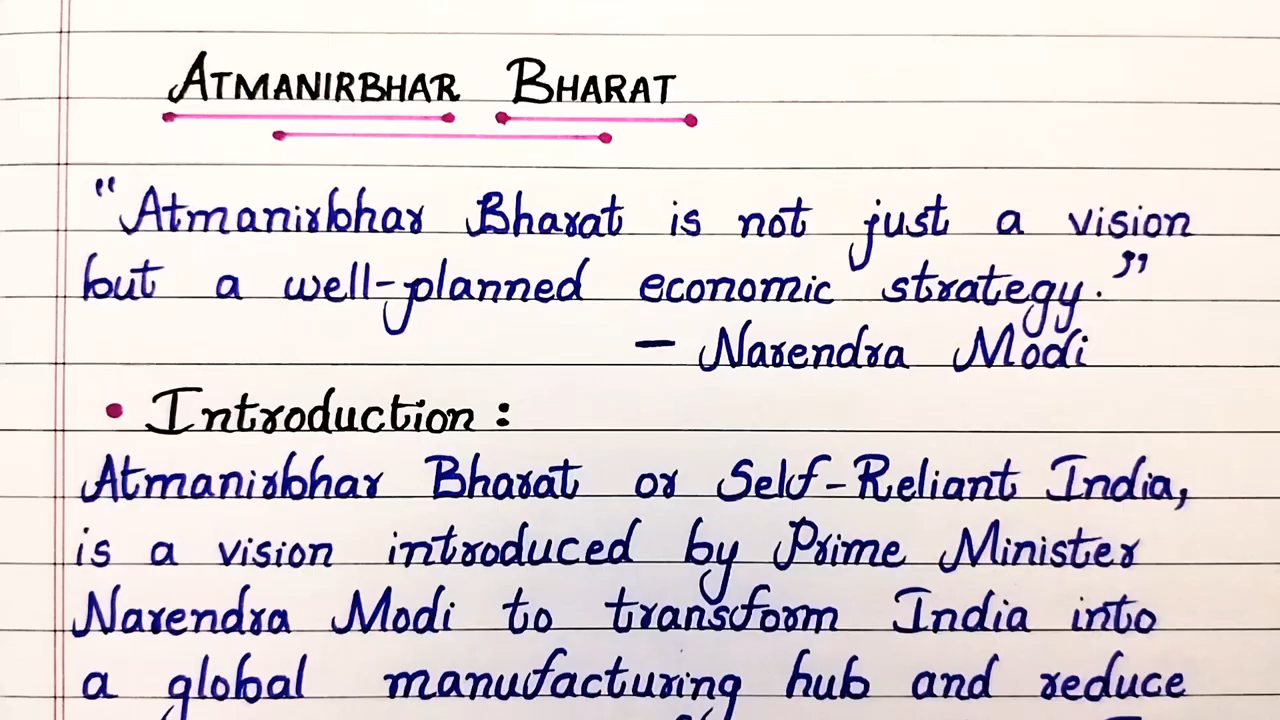 ATMANIRBHAR BHARAT
"Atmanirbhar Bharat is not just a vision
but a well-planned economic strategy."
— Narendra Modi
• Introduction :
Atmanirbhar Bharat or Self-Reliant India,
is a vision introduced by Prime Minister
Narendra Modi to transform India into
a global manufacturing hub and reduce